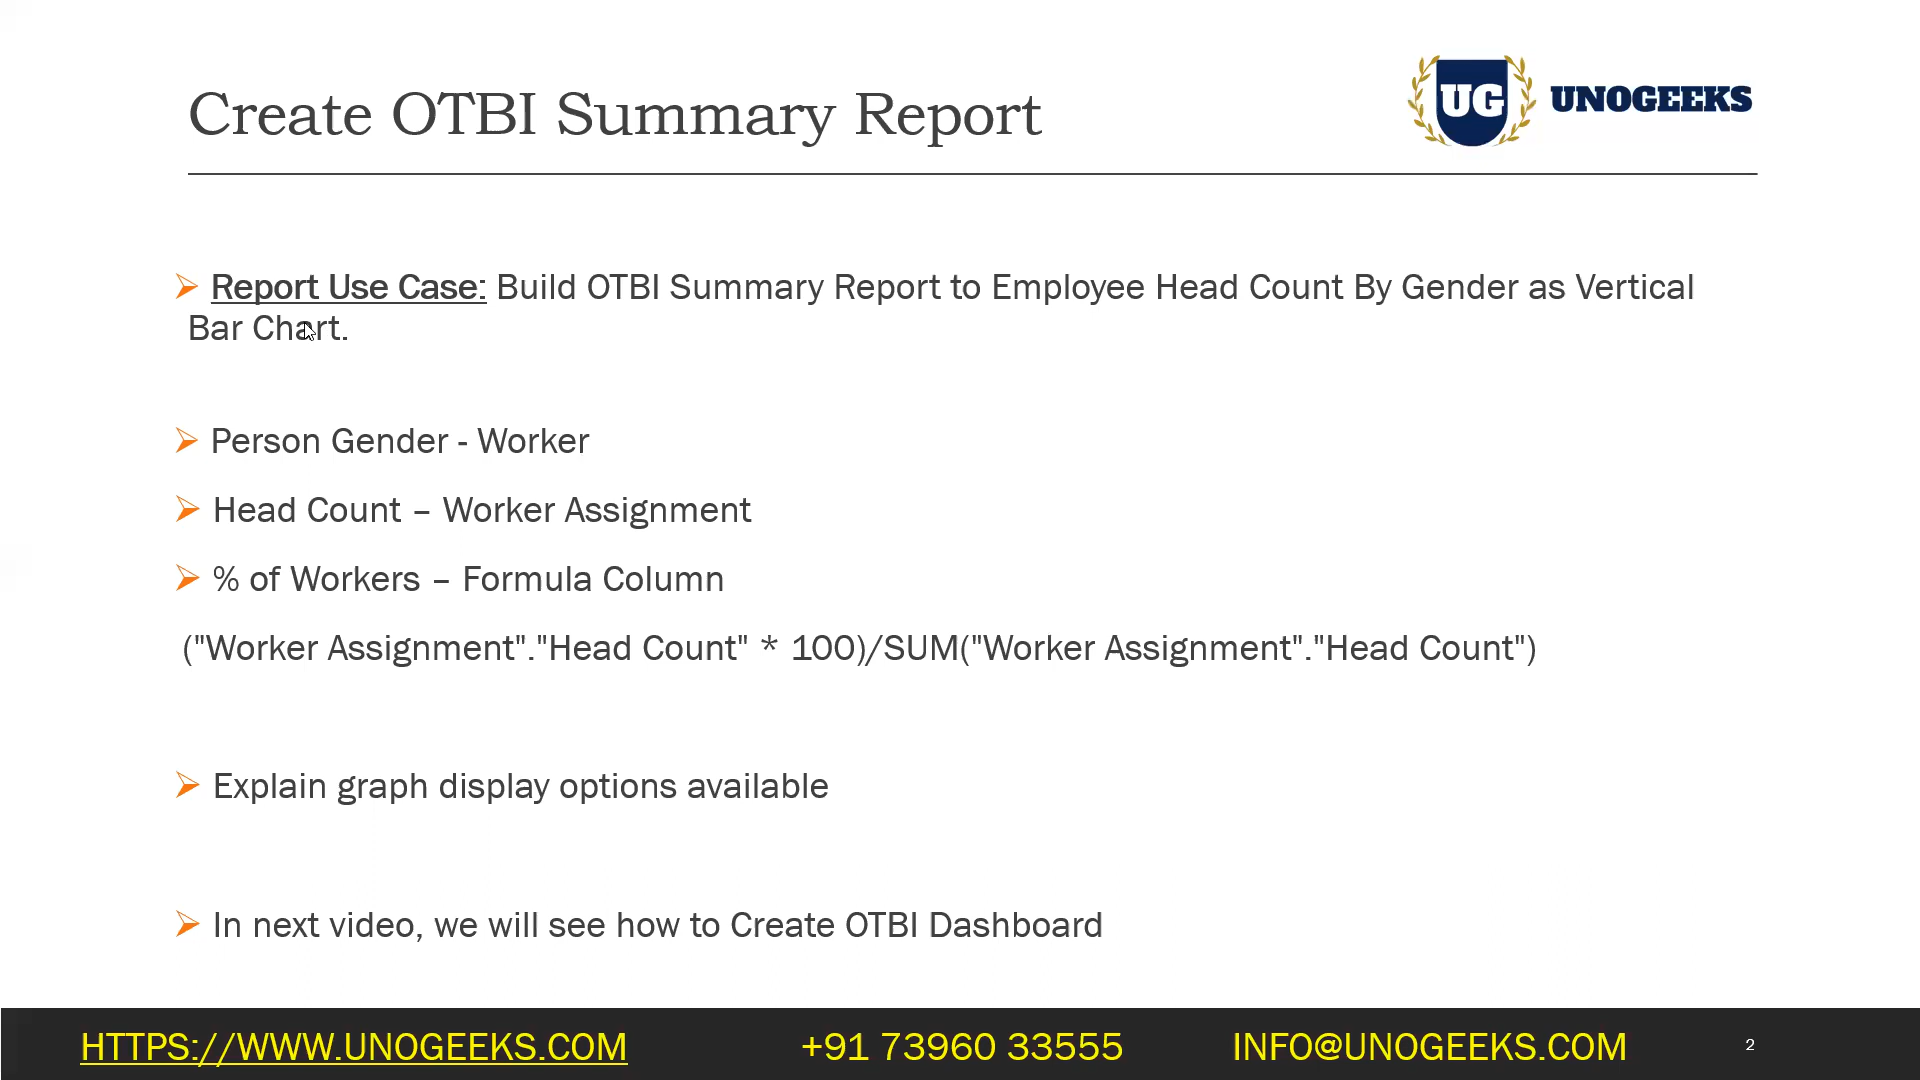 Create OTBI Summary Report
UG UNOGEEKS
Report Use Case: Build OTBI Summary Report to Employee Head Count By Gender as Vertical
Bar Chart.
Person Gender - Worker
Head Count – Worker Assignment
% of Workers – Formula Column
("Worker Assignment"."Head Count" * 100)/SUM("Worker Assignment"."Head Count")
Explain graph display options available
In next video, we will see how to Create OTBI Dashboard
HTTPS://WWW.UNOGEEKS.COM +91 73960 33555 INFO@UNOGEEKS.COM 2